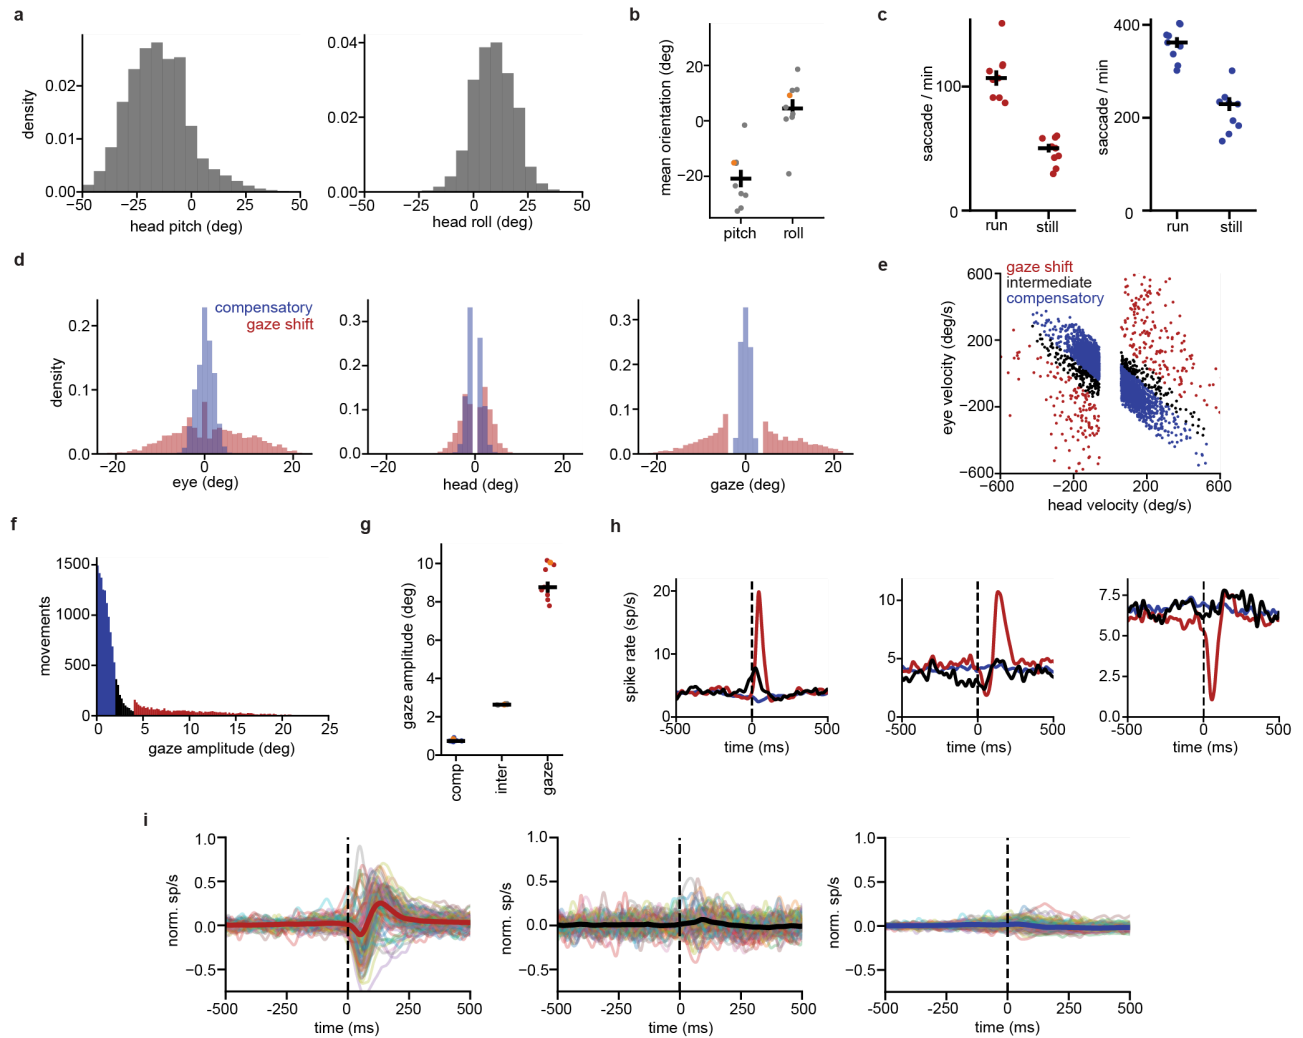 a
density
0.02
0.01
0.00
−50
−25
0
25
50
head pitch (deg)
0.04
0.02
0.00
−50
−25
0
25
50
head roll (deg)
b
mean orientation (deg)
20
0
−20
pitch
roll
c
saccade / min
100
0
run
still
saccade / min
400
200
0
run
still
d
compensatory
gaze shift
density
0.2
0.1
0.0
−20
0
20
eye (deg)
0.3
0.2
0.1
0.0
−20
0
20
head (deg)
0.3
0.2
0.1
0.0
−20
0
20
gaze (deg)
e
gaze shift
intermediate
compensatory
eye velocity (deg/s)
600
200
−200
−600
−600
−200
200
600
head velocity (deg/s)
f
movements
1500
1000
500
0
0
5
10
15
20
25
gaze amplitude (deg)
g
gaze amplitude (deg)
10
8
6
4
2
0
comp
inter
gaze
h
spike rate (sp/s)
20
10
0
-500
0
500
time (ms)
10
5
0
-500
0
500
time (ms)
7.5
5.0
2.5
0.0
-500
0
500
time (ms)
i
norm. sp/s
1.0
0.5
0.0
−0.5
-500
-250
0
250
500
time (ms)
norm. sp/s
1.0
0.5
0.0
−0.5
-500
-250
0
250
500
time (ms)
norm. sp/s
1.0
0.5
0.0
−0.5
-500
-250
0
250
500
time (ms)